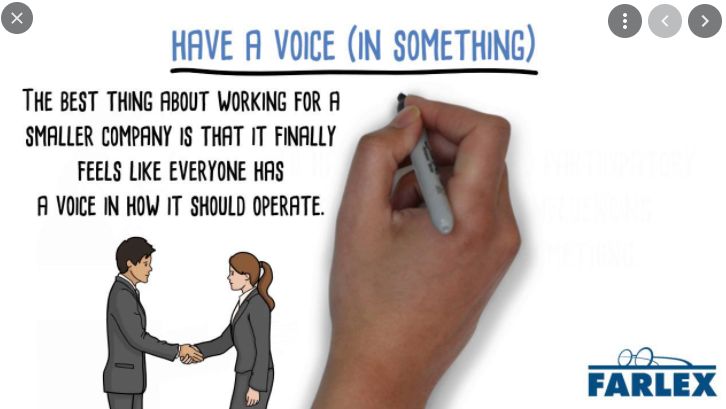 HAVE A VOICE (IN SOMETHING)
THE BEST THING ABOUT WORKING FOR A
SMALLER COMPANY IS THAT IT FINALLY
FEELS LIKE EVERYONE HAS
A VOICE IN HOW IT SHOULD OPERATE.
FARLEX